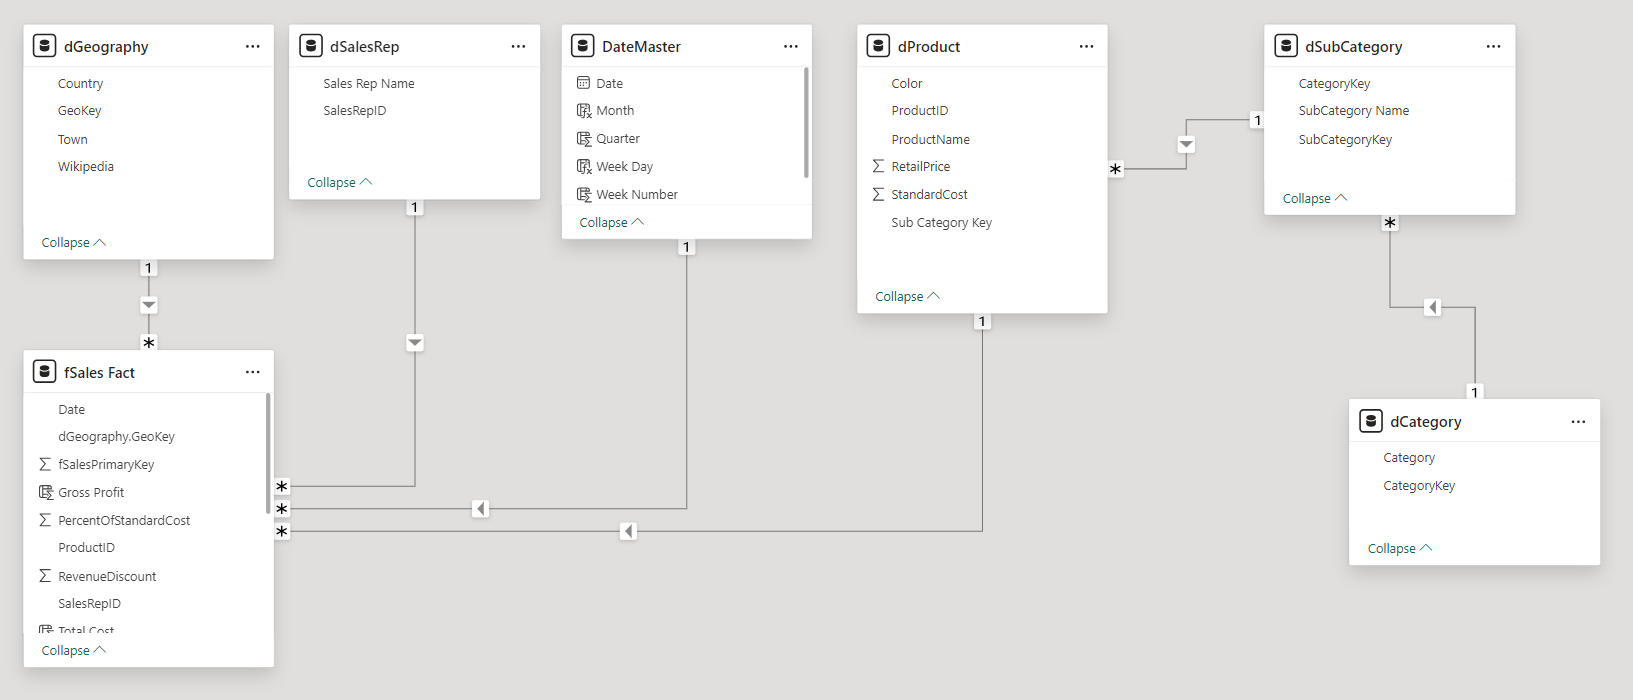 dGeography
Country
GeoKey
Town
Wikipedia
Collapse
1
*
dSalesRep
Sales Rep Name
SalesRepID
Collapse
1
DateMaster
Date
Month
Quarter
Week Day
Week Number
Collapse
1
dProduct
Color
ProductID
ProductName
RetailPrice
StandardCost
Sub Category Key
Collapse
1
*
1
dSubCategory
CategoryKey
SubCategory Name
SubCategoryKey
Collapse
*
1
fSales Fact
Date
dGeography.GeoKey
fSalesPrimaryKey
Gross Profit
PercentOfStandardCost
ProductID
RevenueDiscount
SalesRepID
Total Cost
Collapse
*
*
*
dCategory
Category
CategoryKey
Collapse